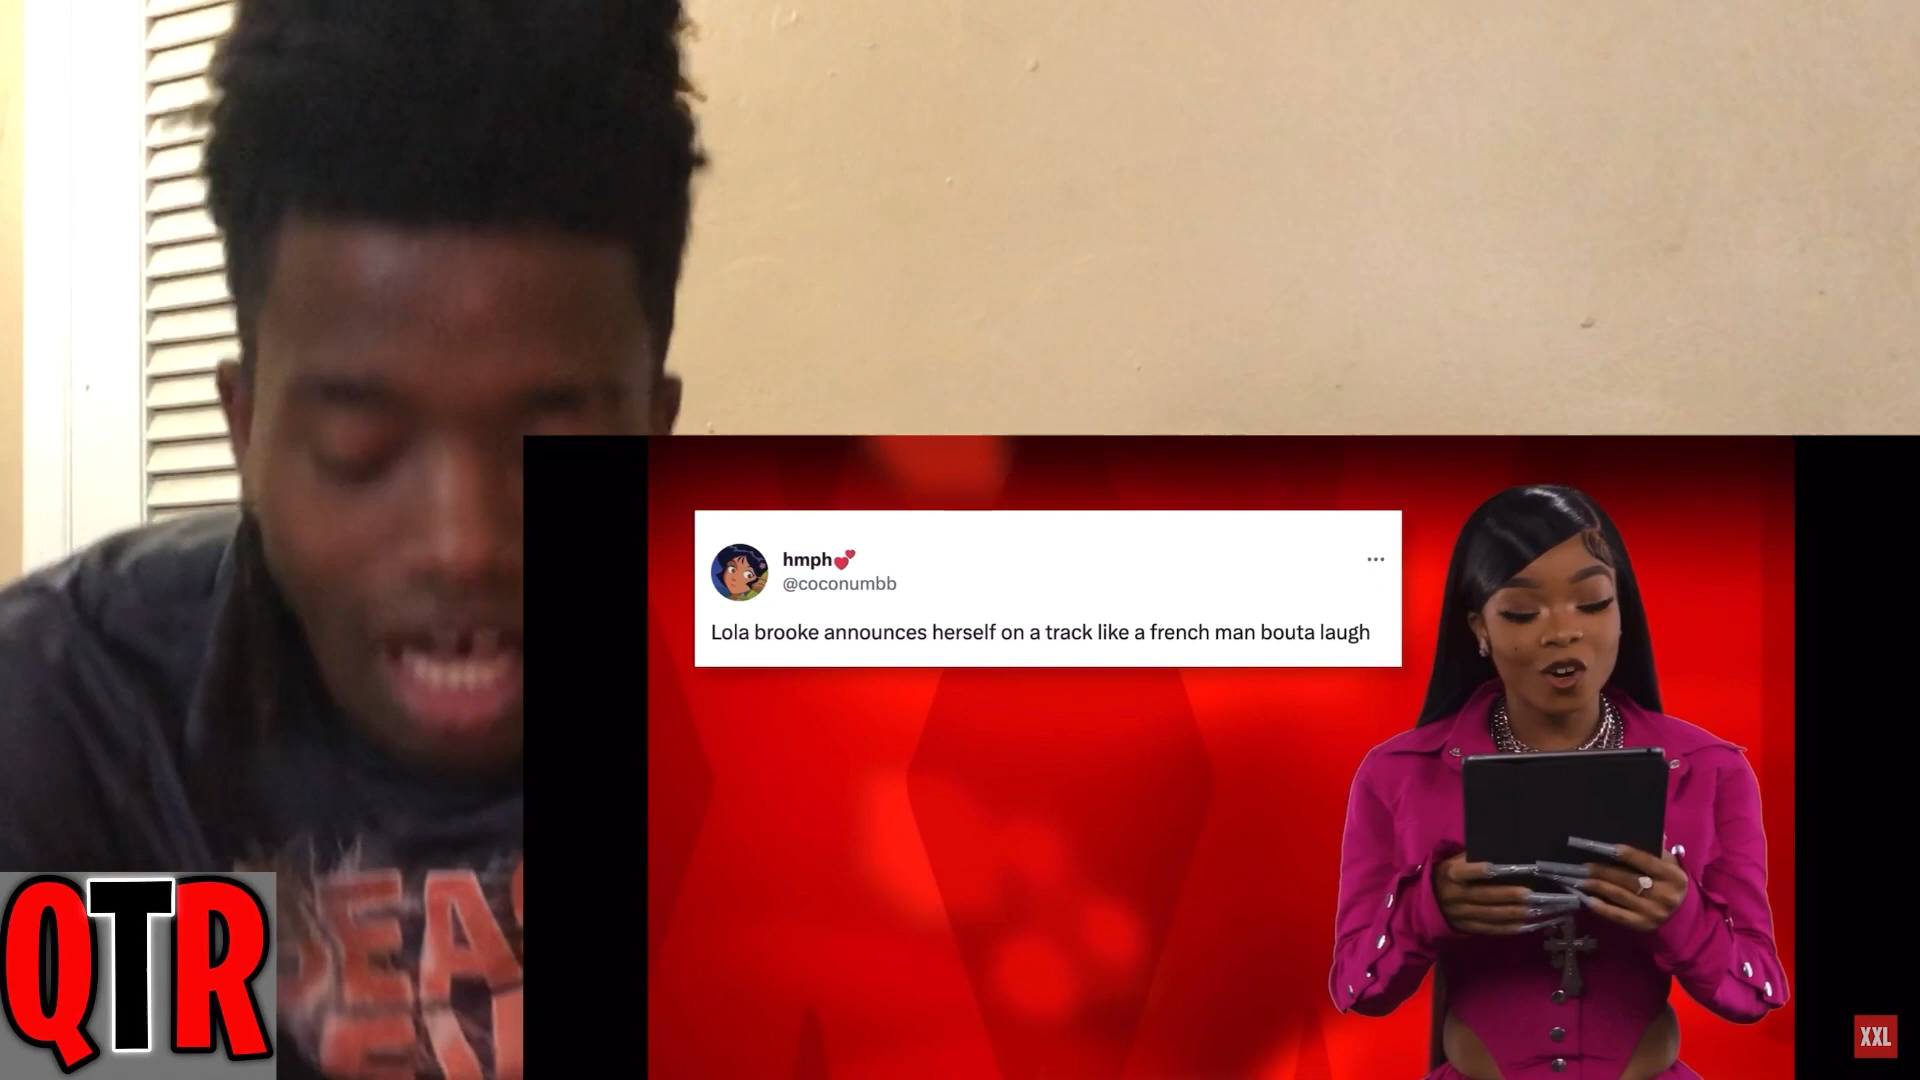 hmph💕
@coconumbb
Lola brooke announces herself on a track like a french man bouta laugh
QTR
XXL